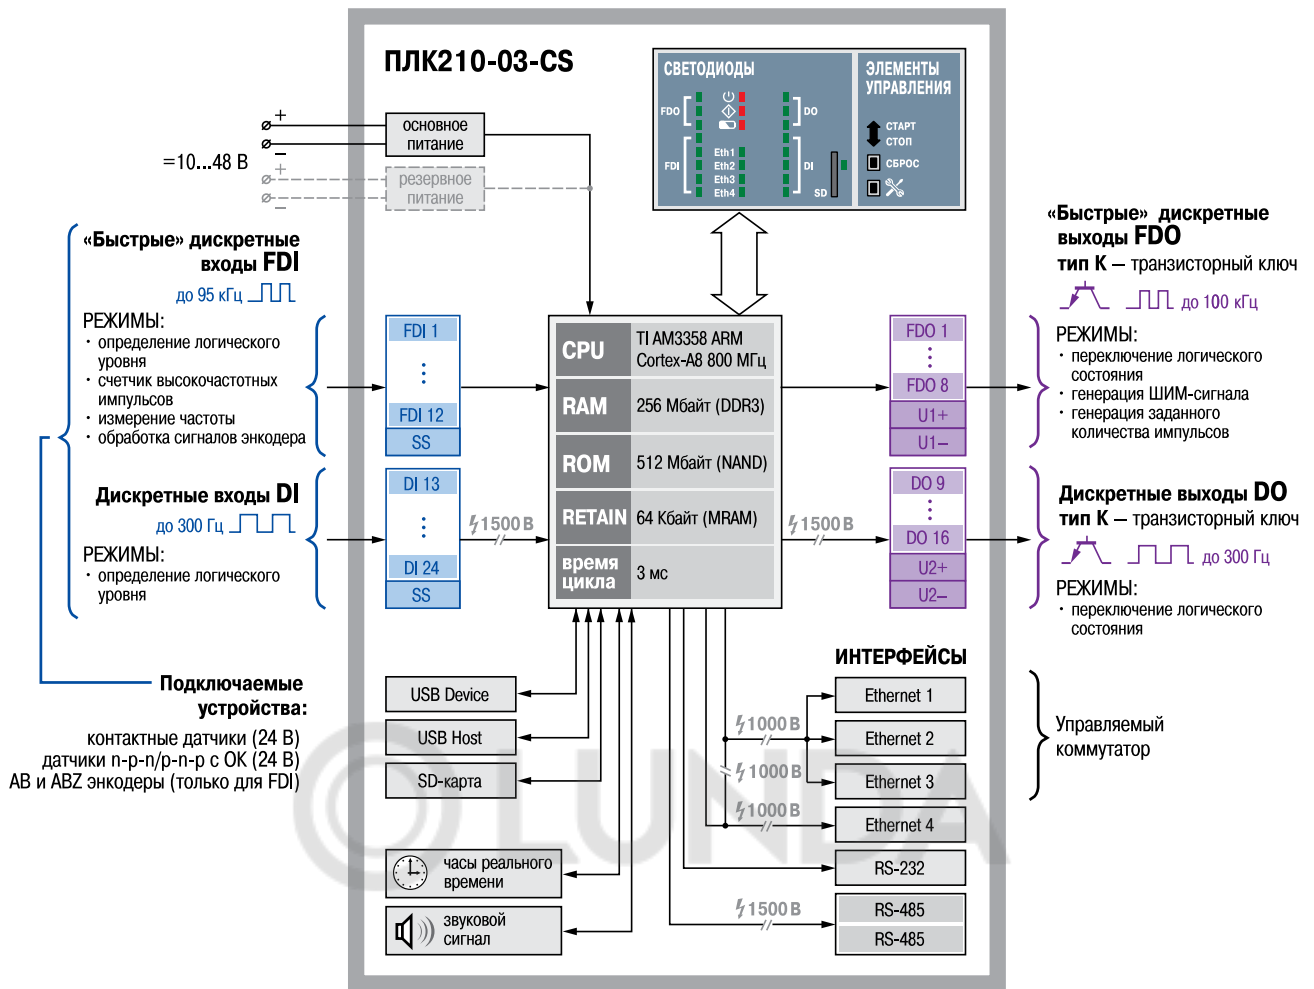 ПЛК210-03-CS
СВЕТОДИОДЫ
FDO
DO
FDI
DI
Eth1
Eth2
Eth3
Eth4
SD
ЭЛЕМЕНТЫ
УПРАВЛЕНИЯ
СТАРТ
СТОП
СБРОС
+
–
=10...48 В
+
–
основное
питание
резервное
питание
«Быстрые» дискретные
входы FDI
до 95 кГц
РЕЖИМЫ:
· определение логического
уровня
· счетчик высокочастотных
импульсов
· измерение частоты
· обработка сигналов энкодера
Дискретные входы DI
до 300 Гц
РЕЖИМЫ:
· определение логического
уровня
Подключаемые
устройства:
контактные датчики (24 В)
датчики n-p-n/p-n-p с ОК (24 В)
AB и ABZ энкодеры (только для FDI)
FDI 1
FDI 12
SS
DI 13
DI 24
SS
1500 В
CPU
TI AM3358 ARM
Cortex-A8 800 МГц
RAM
256 Мбайт (DDR3)
ROM
512 Мбайт (NAND)
RETAIN
64 Кбайт (MRAM)
время
цикла
3 мс
1500 В
FDO 1
FDO 8
U1+
U1–
DO 9
DO 16
U2+
U2–
«Быстрые» дискретные
выходы FDO
тип К – транзисторный ключ
до 100 кГц
РЕЖИМЫ:
· переключение логического
состояния
· генерация ШИМ-сигнала
· генерация заданного
количества импульсов
Дискретные выходы DO
тип К – транзисторный ключ
до 300 Гц
РЕЖИМЫ:
· переключение логического
состояния
USB Device
USB Host
SD-карта
часы реального
времени
звуковой
сигнал
ИНТЕРФЕЙСЫ
Ethernet 1
1000 В
Ethernet 2
1000 В
Ethernet 3
1000 В
Ethernet 4
RS-232
1500 В
RS-485
RS-485
Управляемый
коммутатор
LUNDA